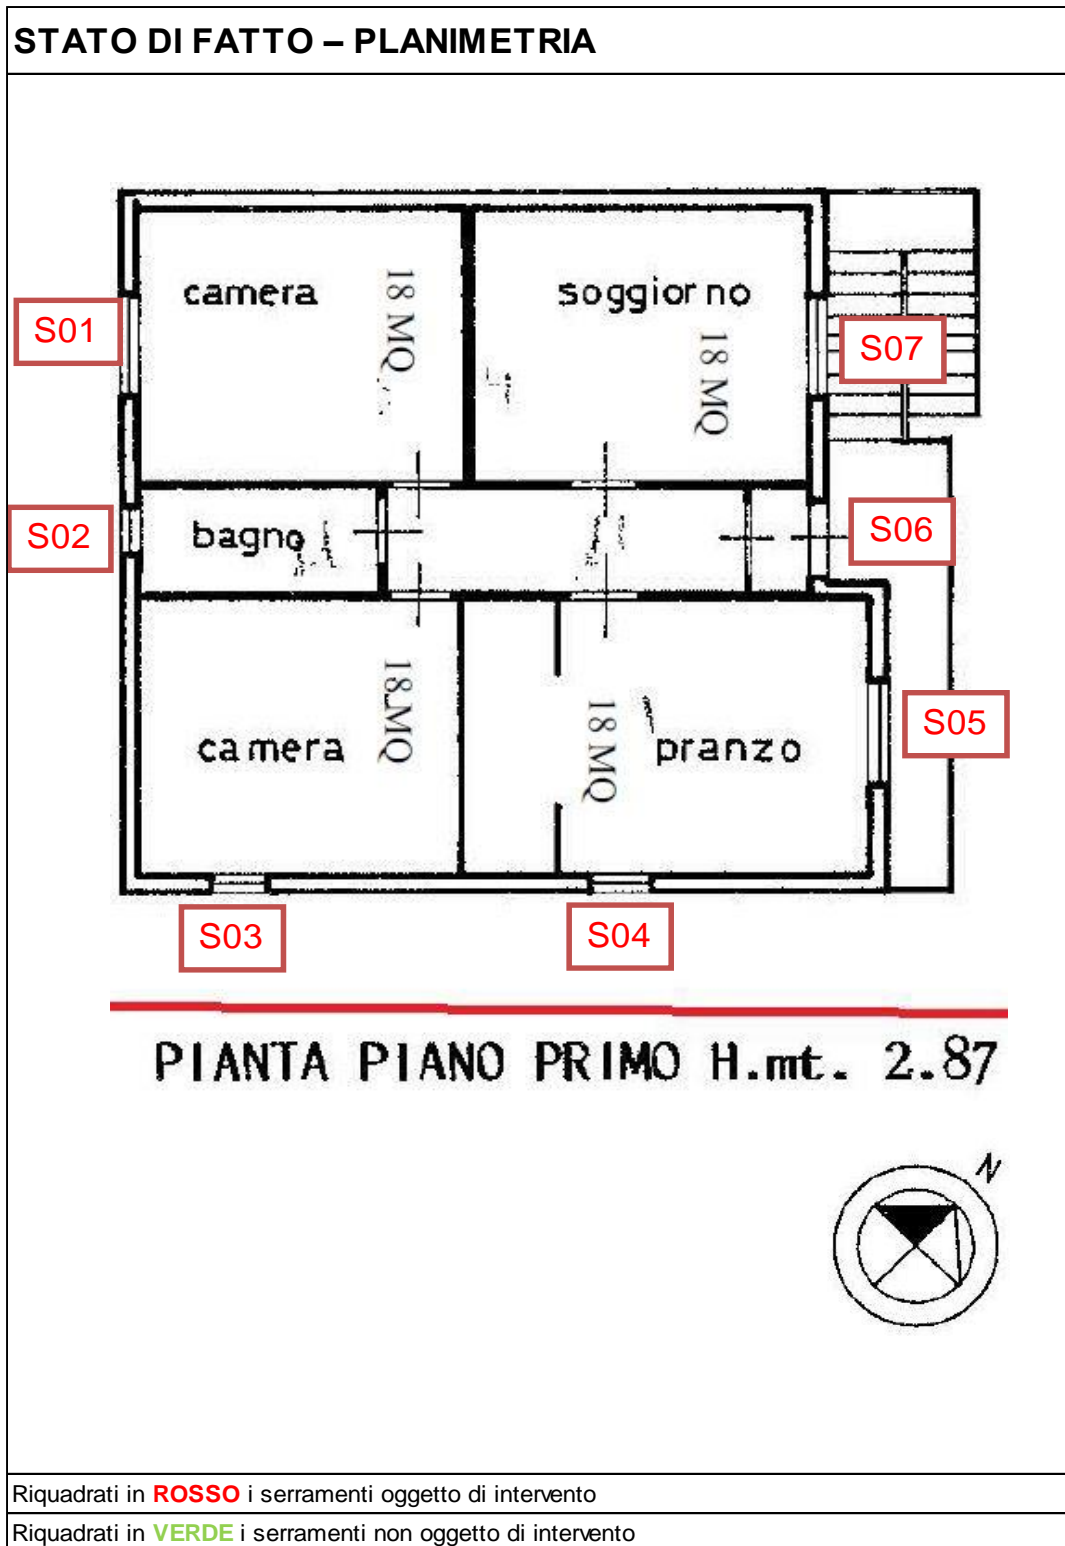 STATO DI FATTO – PLANIMETRIA
camera
18 MQ
soggiorno
18 MQ
S01
S07
S02
bagno
S06
camera
18 MQ
18 MQ
pranzo
S05
S03
S04
PIANTA PIANO PRIMO H.mt. 2.87
N
Riquadrati in ROSSO i serramenti oggetto di intervento
Riquadrati in VERDE i serramenti non oggetto di intervento